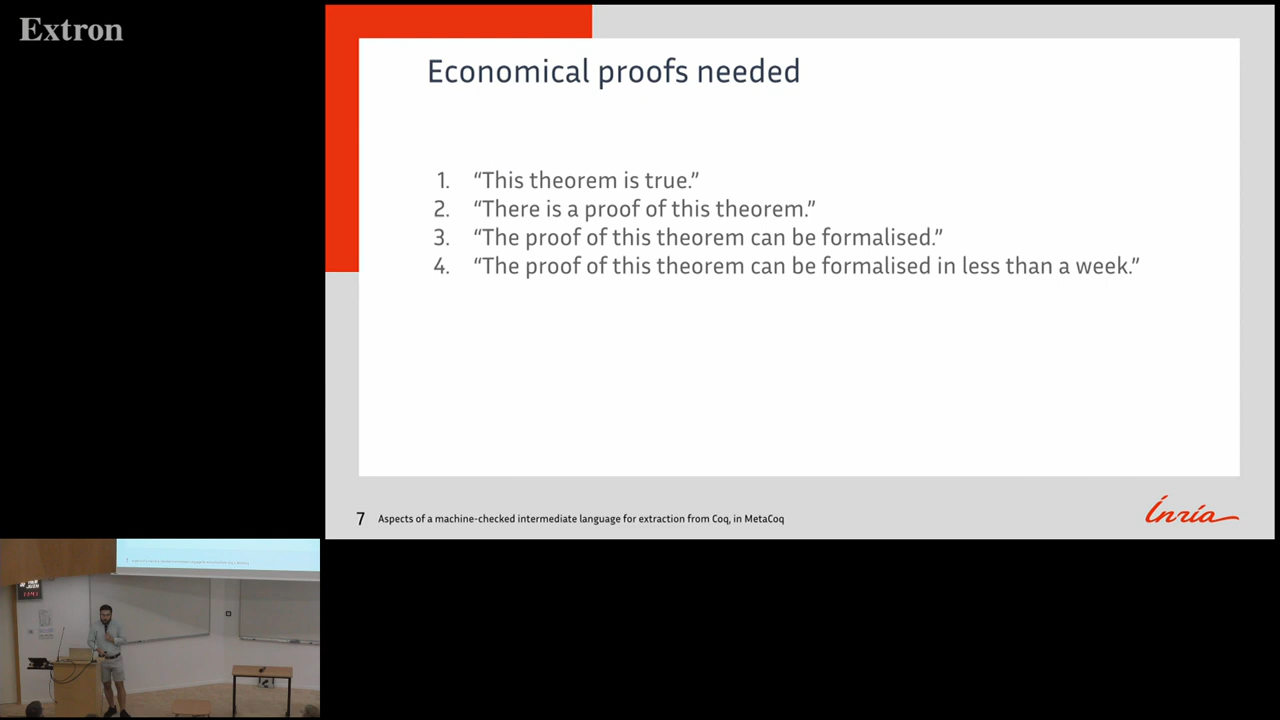 Extron
Economical proofs needed
1. “This theorem is true.”
2. “There is a proof of this theorem.”
3. “The proof of this theorem can be formalised.”
4. “The proof of this theorem can be formalised in less than a week.”
7 Aspects of a machine-checked intermediate language for extraction from Coq, in MetaCoq
Inria